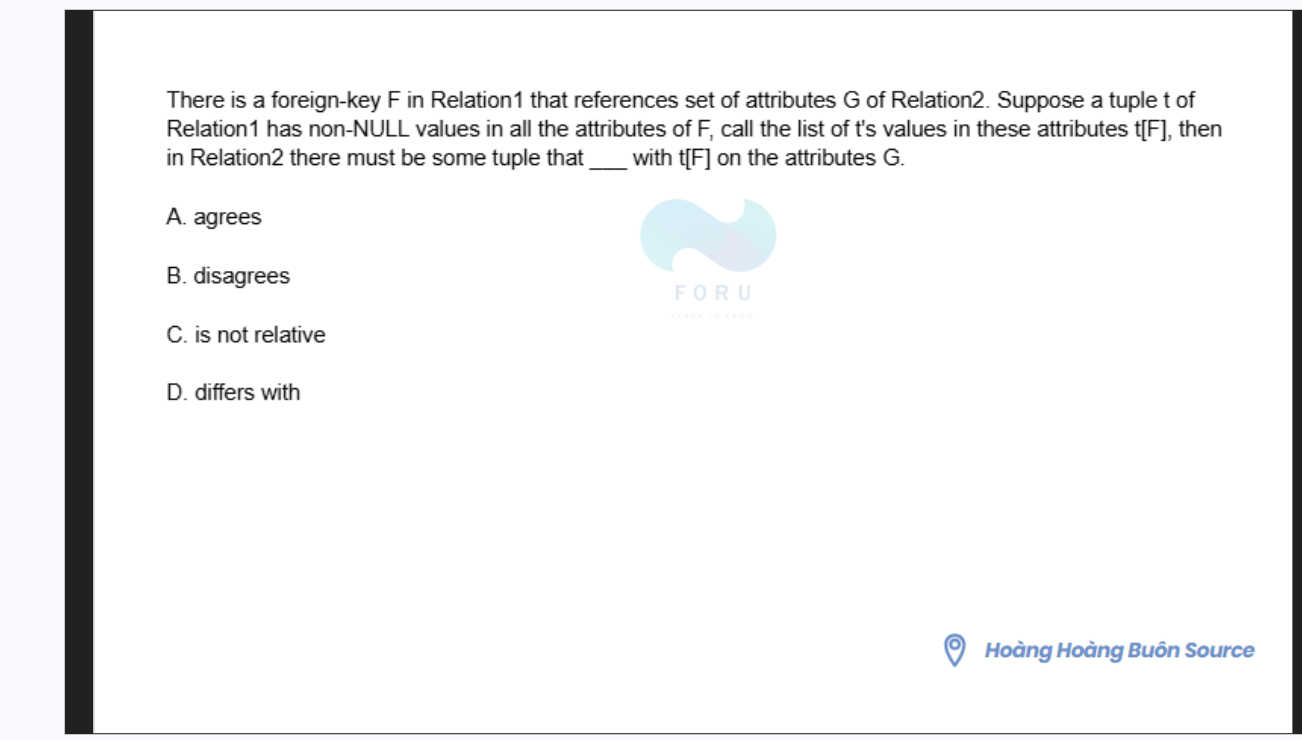 There is a foreign-key F in Relation1 that references set of attributes G of Relation2. Suppose a tuple t of
Relation1 has non-NULL values in all the attributes of F, call the list of t's values in these attributes t[F], then
in Relation2 there must be some tuple that ___ with t[F] on the attributes G.
A. agrees
B. disagrees
C. is not relative
D. differs with
FORU
LEARN TO KNOW
Hoàng Hoàng Buôn Source